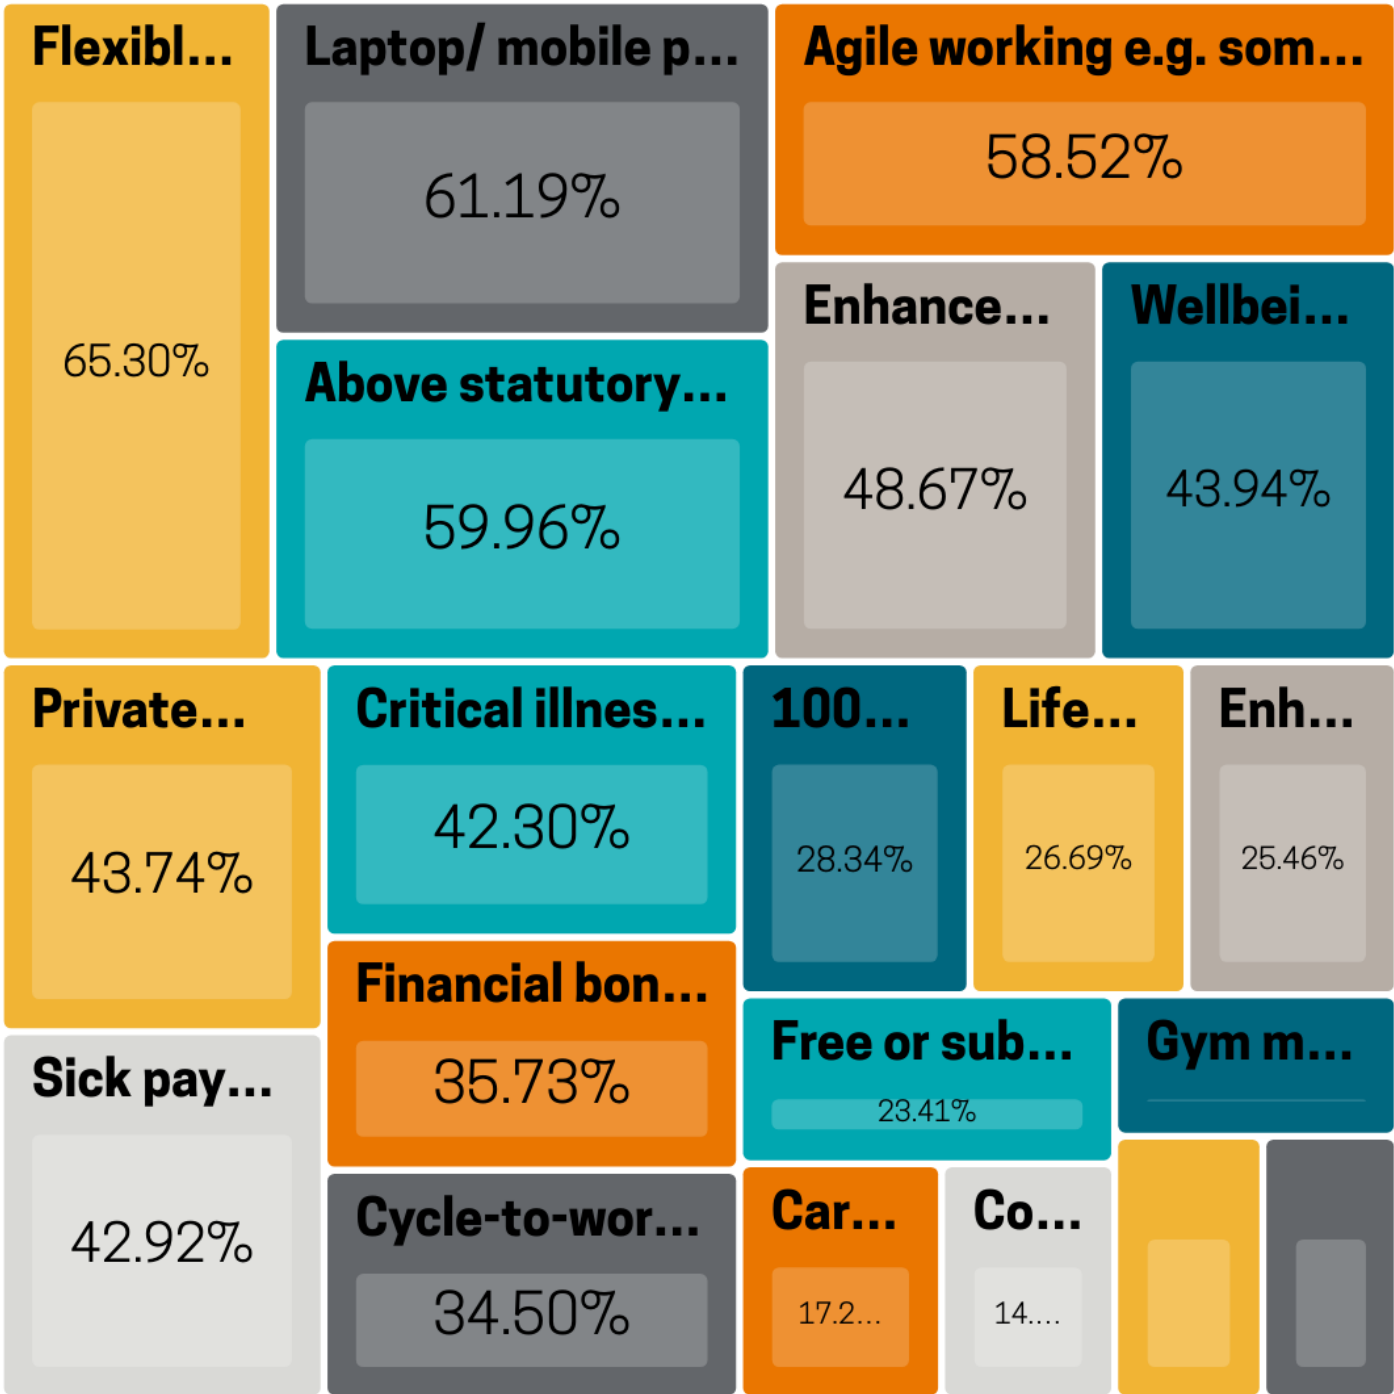 Flexibl...
65.30%
Laptop/ mobile p...
61.19%
Agile working e.g. som...
58.52%
Above statutory...
59.96%
Enhance...
48.67%
Wellbei...
43.94%
Private...
43.74%
Critical illnes...
42.30%
100...
28.34%
Life...
26.69%
Enh...
25.46%
Sick pay...
42.92%
Financial bon...
35.73%
Cycle-to-wor...
34.50%
Free or sub...
23.41%
Gym m...
Car...
17.2...
Co...
14....